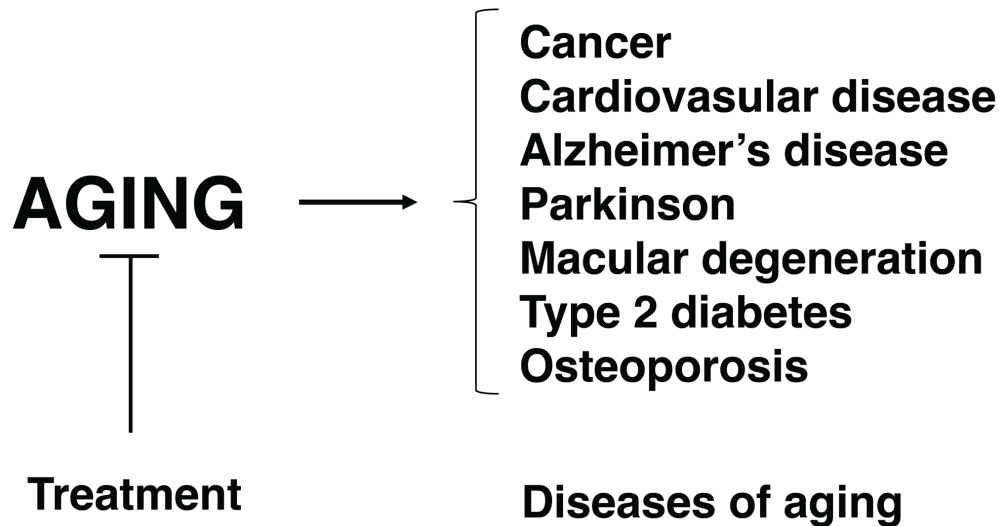 Cancer
Cardiovasular disease
Alzheimer’s disease
AGING
Parkinson
Macular degeneration
Type 2 diabetes
Osteoporosis
Treatment
Diseases of aging